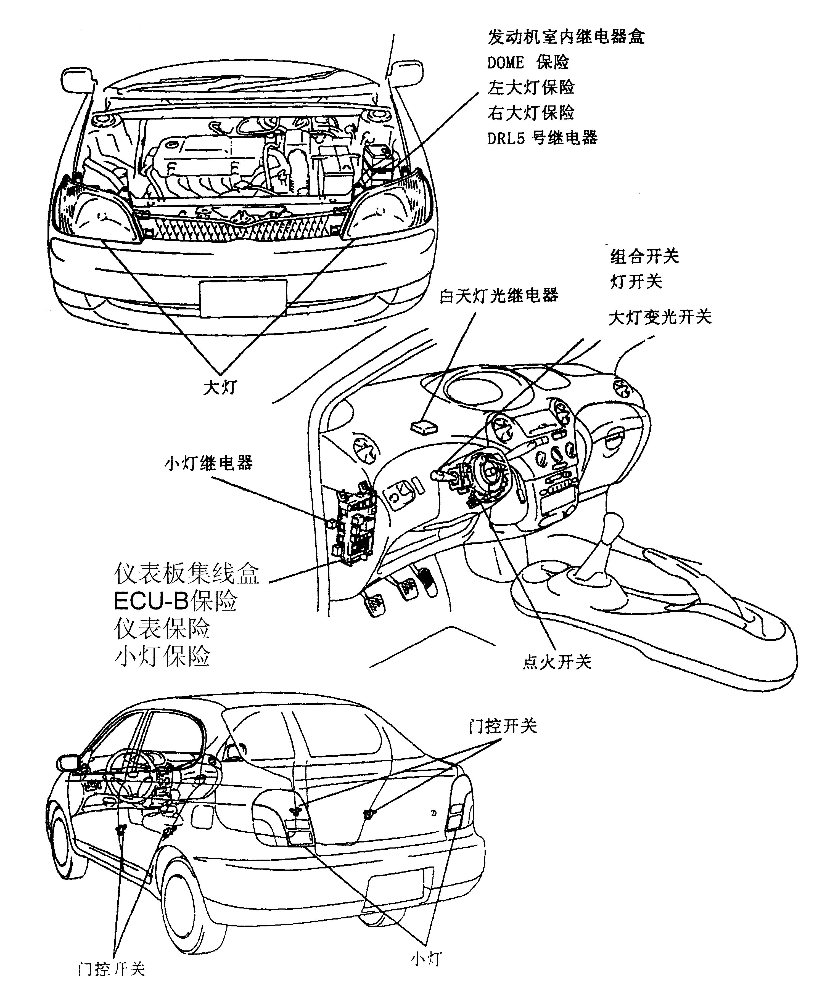 发动机室内继电器盒
DOME 保险
左大灯保险
右大灯保险
DRL5 号继电器
组合开关
灯开关
大灯变光开关
白天灯光继电器
大灯
小灯继电器
仪表板集线盒
ECU-B保险
仪表保险
小灯保险
点火开关
门控开关
小灯
门控开关